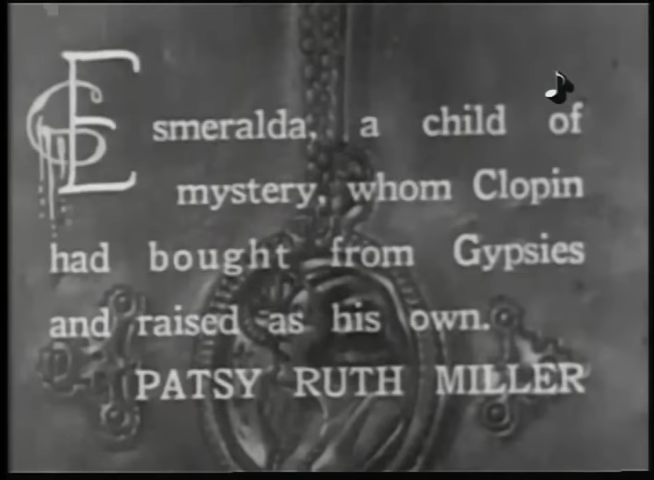 Esmeralda, a child of
mystery, whom Clopin
had bought from Gypsies
and raised as his own.
PATSY RUTH MILLER